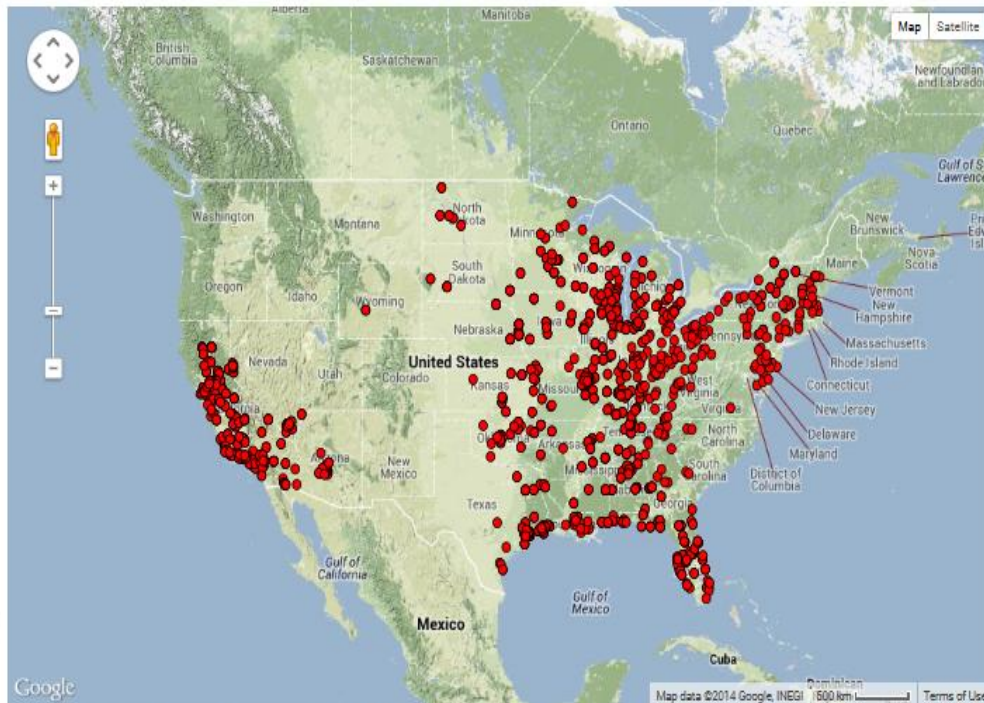 Alberta
Manitoba
Map Satellite
British
Columbia
Saskatchewan
Newfoundland
and Labrador
Ontario
Quebec
Gulf of S
Lawrence
Washington
Montana
North
Minnesota
New
Brunswick
Nova
Scotia
Maine
Oregon
Idaho
Wyoming
South
Dakota
Vermont
New
Hampshire
Massachusetts
Rhode Island
Connecticut
New Jersey
Delaware
Maryland
District of
Columbia
Nebraska
Nevada
Utah
Colorado
United States
Kansas
West
Virginia
Virginia
North
Carolina
South
Carolina
Georgia
New
Mexico
Texas
Gulf of
California
Gulf of
Mexico
Mexico
Cuba
Google
Map data ©2014 Google, INEGI
500 km
Terms of Use